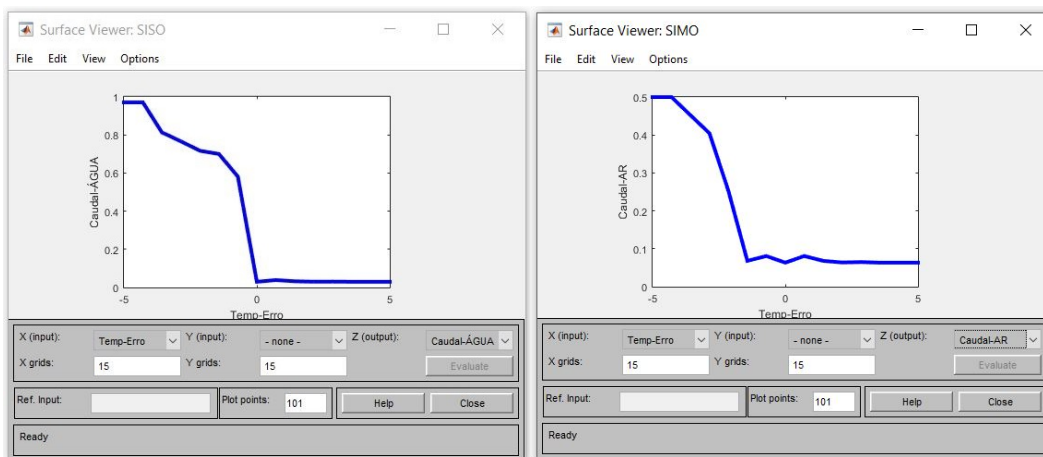 Surface Viewer: SISO
File Edit View Options
1
0.8
0.6
0.4
0.2
0
-5 0 5
Caudal-ÁGUA
Temp-Erro
X (input): Temp-Erro Y (input): - none - Z (output): Caudal-ÁGUA
X grids: 15 Y grids: 15 Evaluate
Ref. Input: Plot points: 101 Help Close
Ready
Surface Viewer: SIMO
File Edit View Options
0.5
0.4
0.3
0.2
0.1
0
-5 0 5
Caudal-AR
Temp-Erro
X (input): Temp-Erro Y (input): - none - Z (output): Caudal-AR
X grids: 15 Y grids: 15 Evaluate
Ref. Input: Plot points: 101 Help Close
Ready